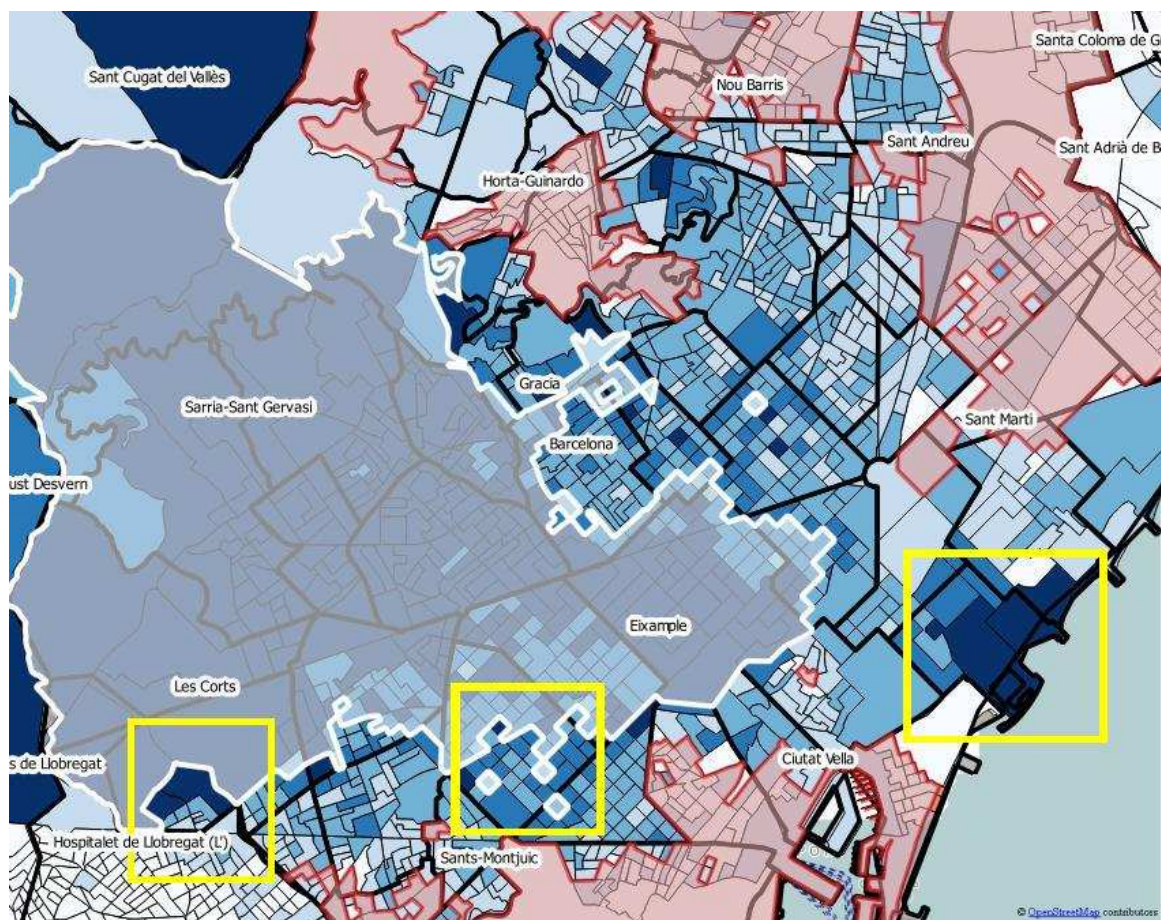 Santa Coloma de G
Sant Cugat del Vallès
Nou Barris
Sant Andreu
Sant Adrià de B
Horta-Guinardo
Gracia
Sarria-Sant Gervasi
Sant Marti
Barcelona
ust Desvern
Eixample
Les Corts
Ciutat Vella
s de Llobregat
Hospitalet de Llobregat (L')
Sants-Montjuic
© OpenStreetMap contributors